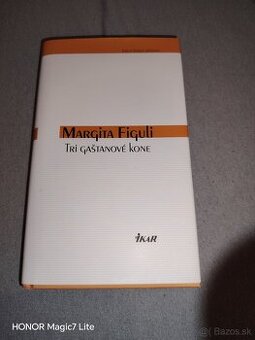 Margita Figuli
Tri gaštanové kone
IKAR
HONOR Magic7 Lite
Bazos.sk